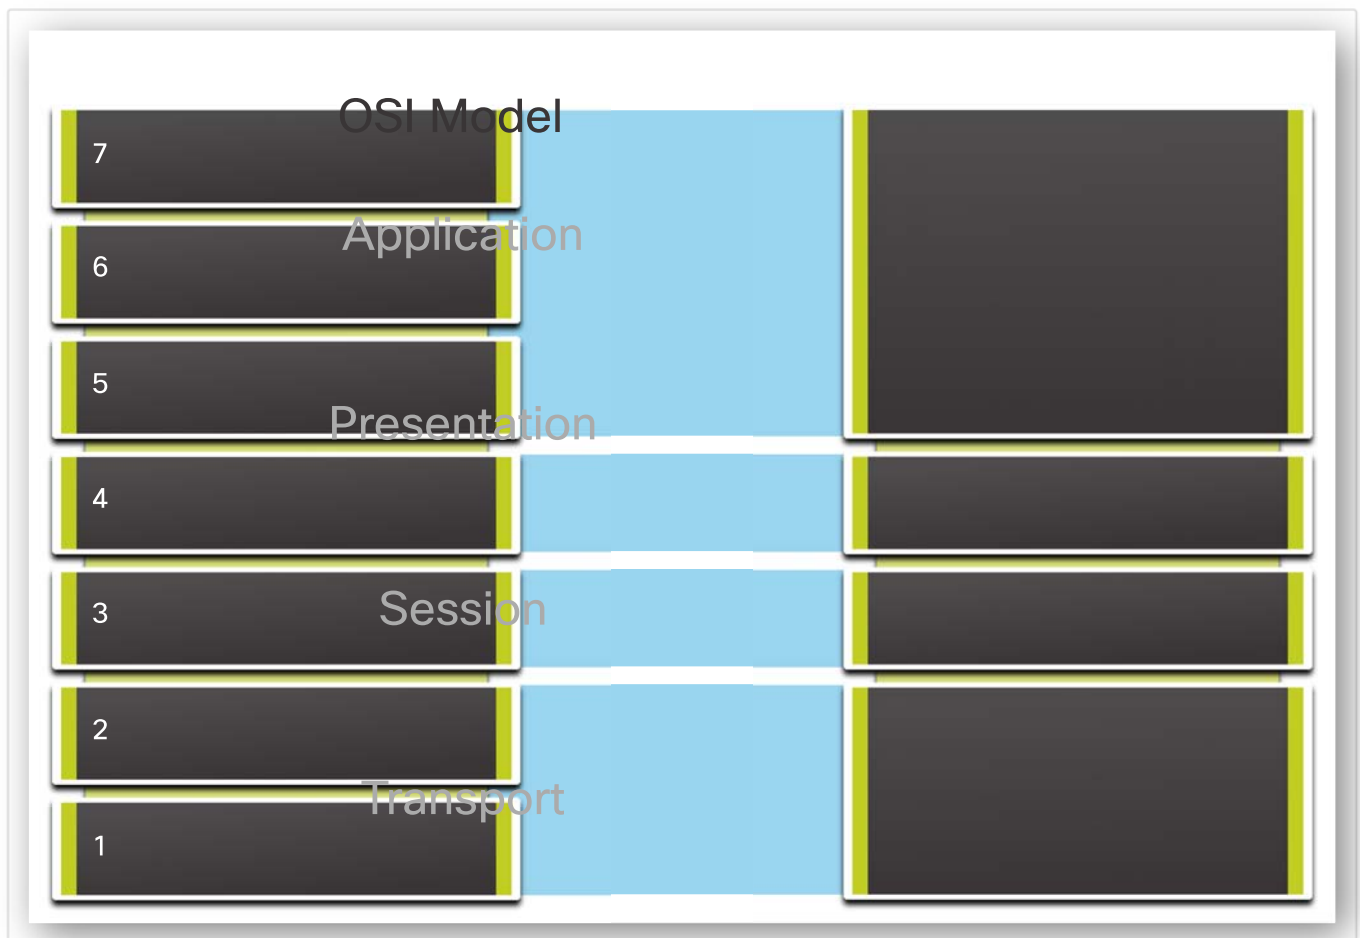 OSI Model
7
Application
6
5
Presentation
4
3
Session
2
Transport
1